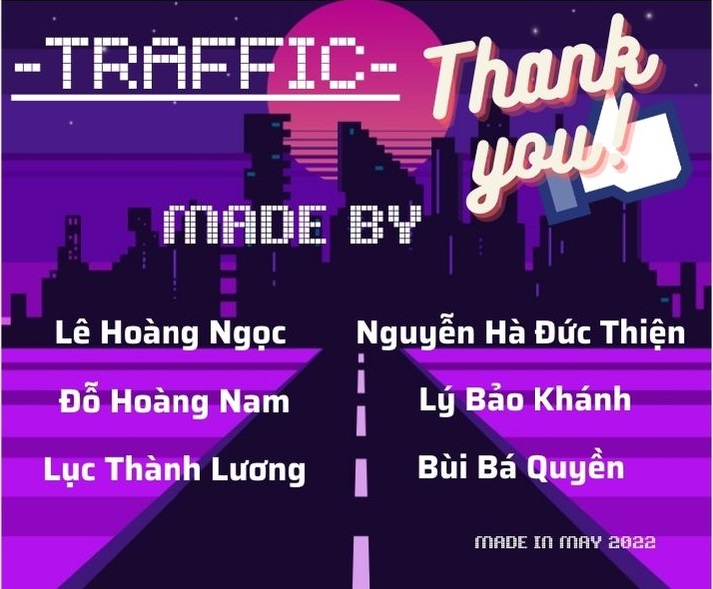 -TRAFFIC-
Thank
you!
MADE BY
Lê Hoàng Ngọc
Nguyễn Hà Đức Thiện
Đỗ Hoàng Nam
Lý Bảo Khánh
Lục Thành Lương
Bùi Bá Quyền
MADE IN MAY 2022